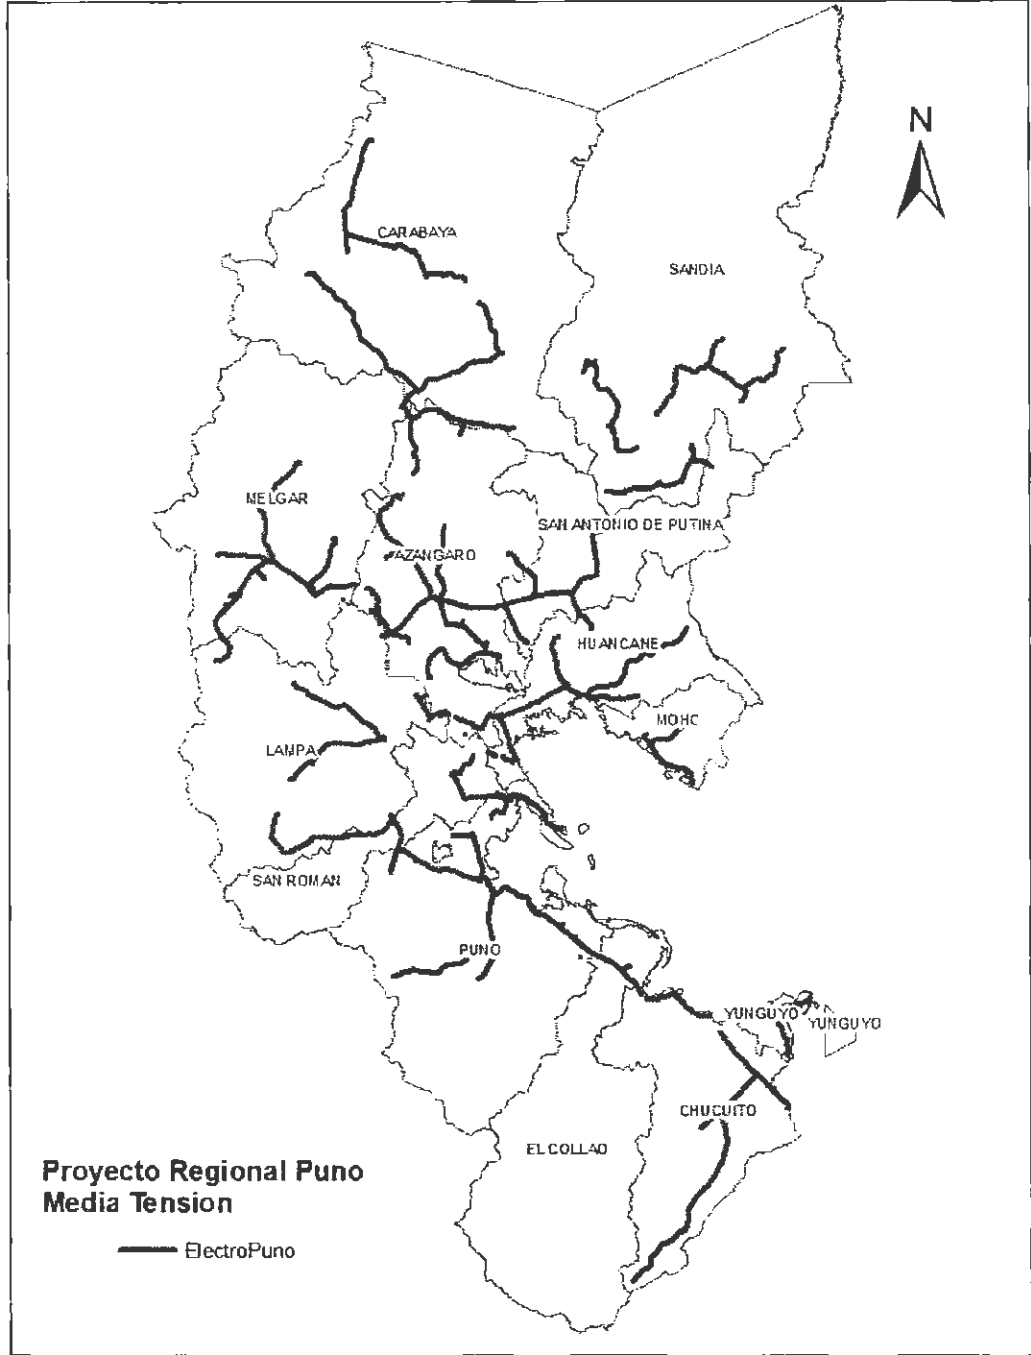 N
CARABAYA
SANDIA
MELGAR
SAN ANTONIO DE PUTINA
AZANGARO
HUANCANE
MOHO
LAMPA
SAN ROMAN
PUNO
YUNGUYO
YUNGUYO
CHUCUITO
EL COLLAO
Proyecto Regional Puno
Media Tension
ElectroPuno